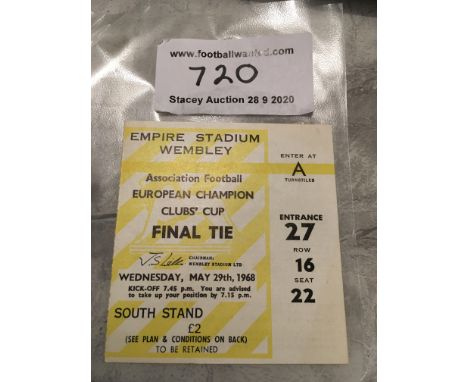 www.footballwanted.com
720
Stacey Auction 28 9 2020
EMPIRE STADIUM
WEMBLEY
Association Football
EUROPEAN CHAMPION
CLUBS' CUP
FINAL TIE
CHAIRMAN:
WEMBLEY STADIUM LTD
WEDNESDAY, MAY 29th, 1968
KICK-OFF 7.45 p.m. You are advised
to take up your position by 7.15 p.m.
SOUTH STAND
£2
(SEE PLAN & CONDITIONS ON BACK)
TO BE RETAINED
ENTER AT
A
TURNSTILES
ENTRANCE
27
ROW
16
SEAT
22